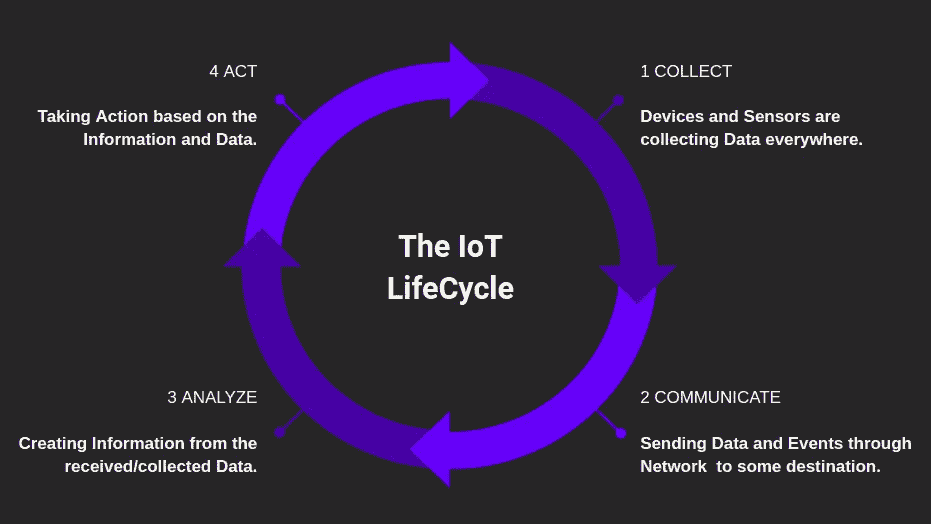 The IoT
LifeCycle
1 COLLECT
Devices and Sensors are
collecting Data everywhere.
2 COMMUNICATE
Sending Data and Events through
Network  to some destination.
3 ANALYZE
Creating Information from the
received/collected Data.
4 ACT
Taking Action based on the
Information and Data.